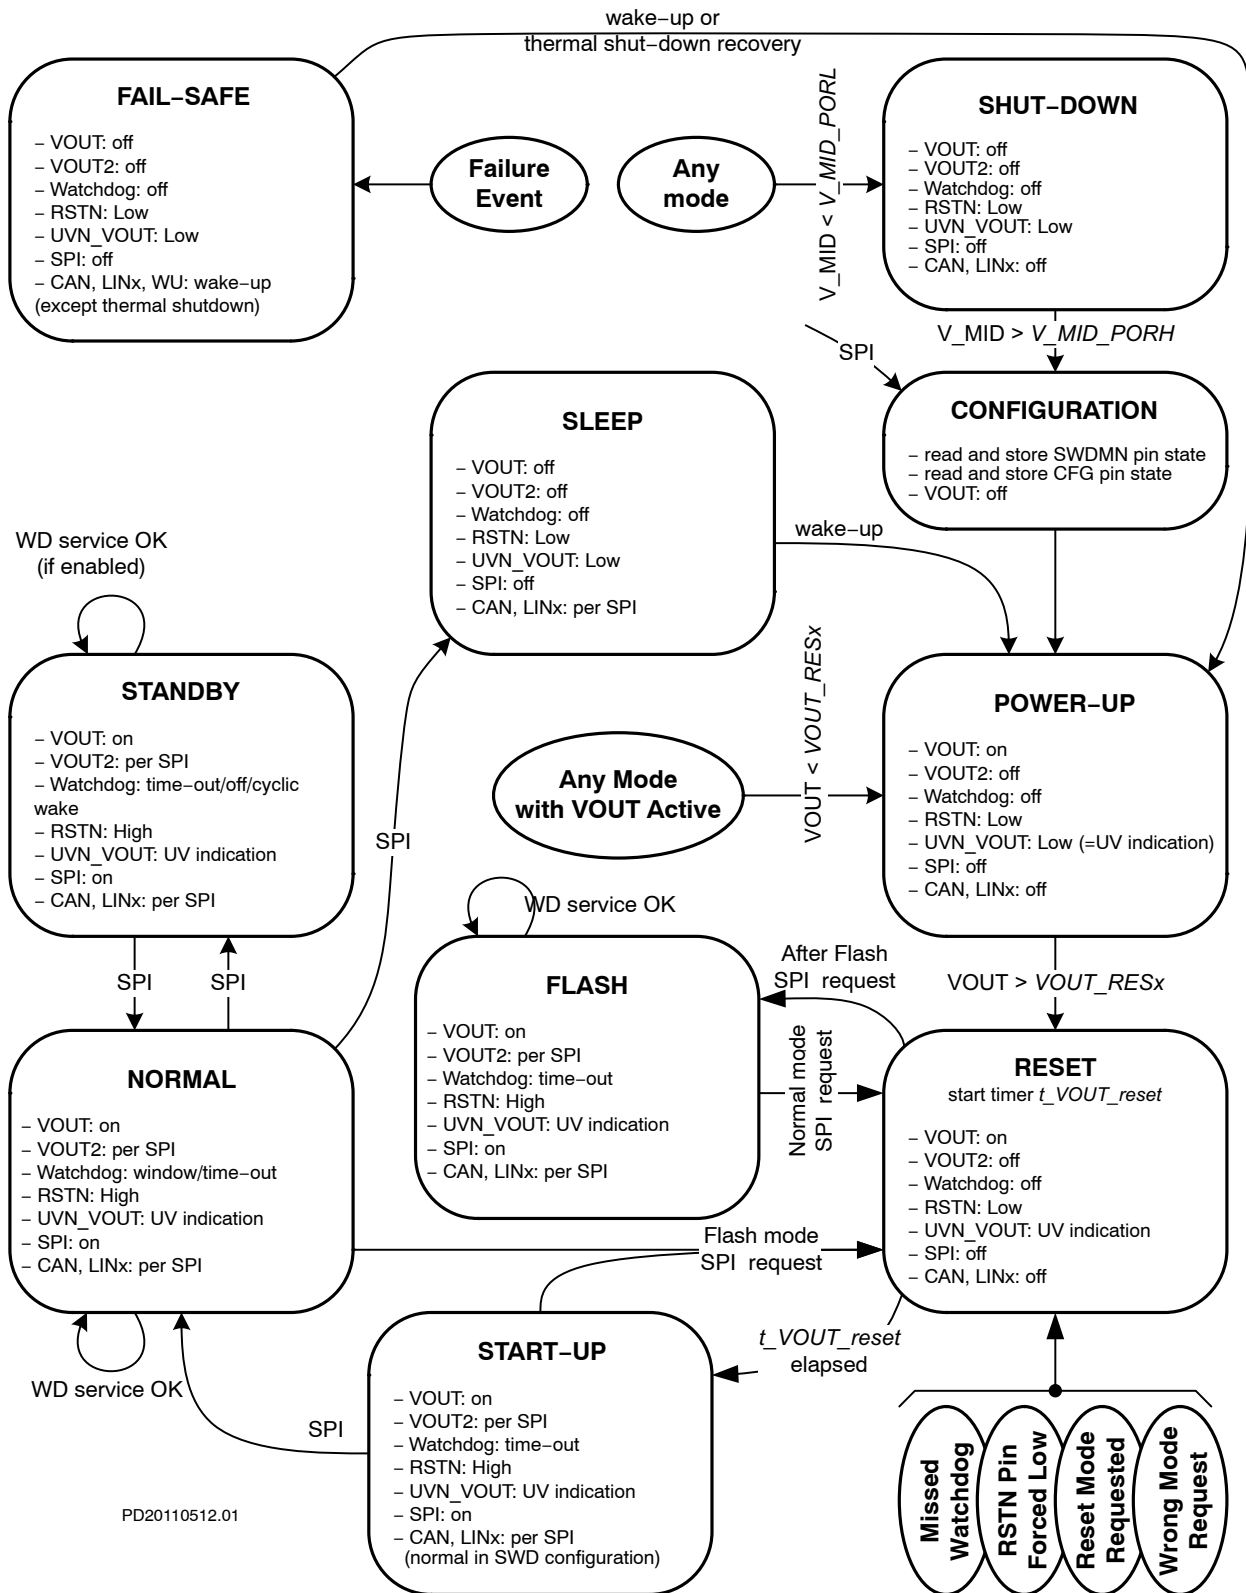 wake-up or
thermal shut-down recovery
FAIL-SAFE
– VOUT: off
– VOUT2: off
– Watchdog: off
– RSTN: Low
– UVN_VOUT: Low
– SPI: off
– CAN, LINx, WU: wake-up
(except thermal shutdown)
Failure
Event
Any
mode
V_MID < V_MID_PORL
SHUT-DOWN
– VOUT: off
– VOUT2: off
– Watchdog: off
– RSTN: Low
– UVN_VOUT: Low
– SPI: off
– CAN, LINx: off
V_MID > V_MID_PORH
SPI
CONFIGURATION
– read and store SWDMN pin state
– read and store CFG pin state
– VOUT: off
SLEEP
– VOUT: off
– VOUT2: off
– Watchdog: off
– RSTN: Low
– UVN_VOUT: Low
– SPI: off
– CAN, LINx: per SPI
wake-up
WD service OK
(if enabled)
STANDBY
– VOUT: on
– VOUT2: per SPI
– Watchdog: time-out/off/cyclic
wake
– RSTN: High
– UVN_VOUT: UV indication
– SPI: on
– CAN, LINx: per SPI
SPI
Any Mode
with VOUT Active
VOUT < VOUT_RESx
POWER-UP
– VOUT: on
– VOUT2: off
– Watchdog: off
– RSTN: Low
– UVN_VOUT: Low (=UV indication)
– SPI: off
– CAN, LINx: off
VOUT > VOUT_RESx
SPI
SPI
WD service OK
FLASH
– VOUT: on
– VOUT2: per SPI
– Watchdog: time-out
– RSTN: High
– UVN_VOUT: UV indication
– SPI: on
– CAN, LINx: per SPI
After Flash
SPI request
Normal mode
SPI request
NORMAL
– VOUT: on
– VOUT2: per SPI
– Watchdog: window/time-out
– RSTN: High
– UVN_VOUT: UV indication
– SPI: on
– CAN, LINx: per SPI
RESET
start timer t_VOUT_reset
– VOUT: on
– VOUT2: off
– Watchdog: off
– RSTN: Low
– UVN_VOUT: UV indication
– SPI: off
– CAN, LINx: off
Flash mode
SPI request
WD service OK
SPI
START-UP
– VOUT: on
– VOUT2: per SPI
– Watchdog: time-out
– RSTN: High
– UVN_VOUT: UV indication
– SPI: on
– CAN, LINx: per SPI
(normal in SWD configuration)
t_VOUT_reset
elapsed
Missed
Watchdog
RSTN Pin
Forced Low
Reset Mode
Requested
Wrong Mode
Request
PD20110512.01